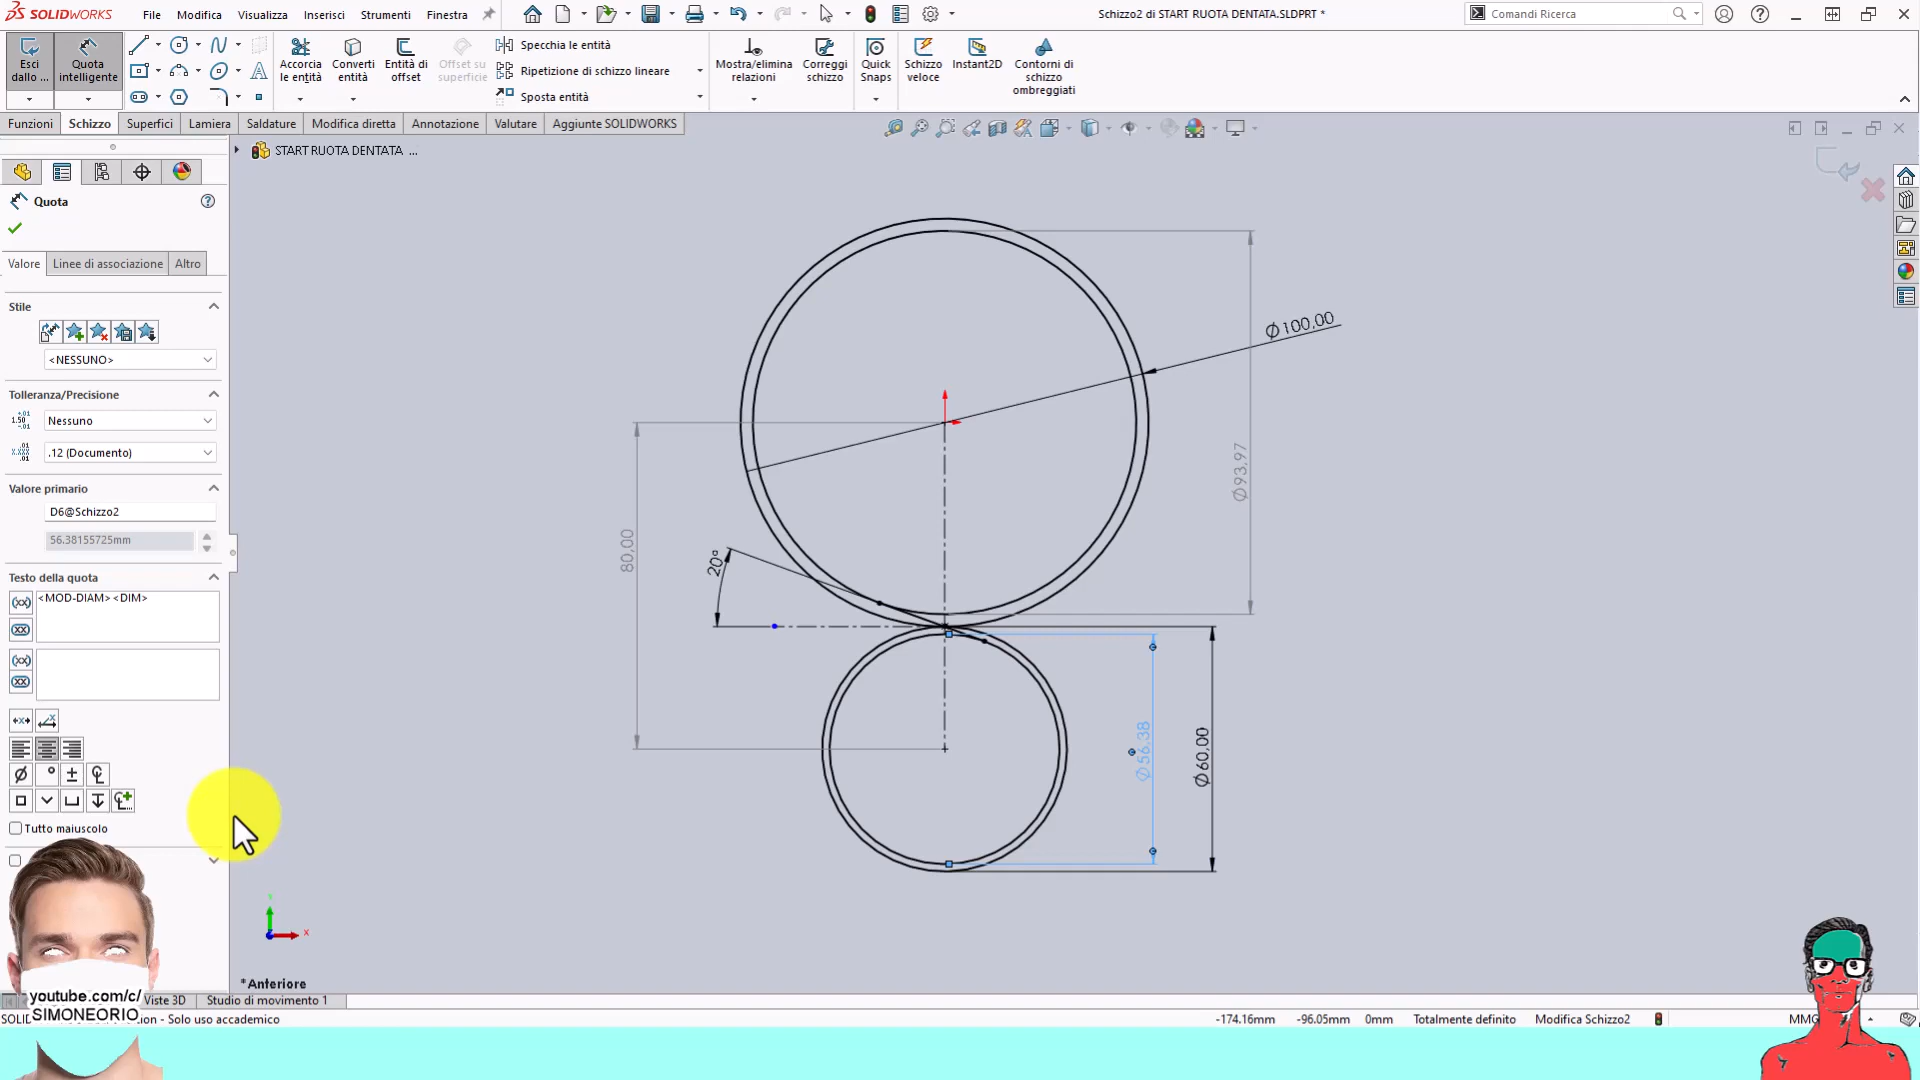 SOLIDWORKS File Modifica Visualizza Inserisci Strumenti Finestra
Schizzo2 di START RUOTA DENTATA.SLDPRT *
Comandi Ricerca
Esci dallo ...
Quota intelligente
Accorcia le entità
Converti entità
Entità di offset
Offset su superficie
Specchia le entità
Ripetizione di schizzo lineare
Sposta entità
Mostra/elimina relazioni
Correggi schizzo
Quick Snaps
Schizzo veloce
Instant2D
Contorni di schizzo ombreggiati
Funzioni Schizzo Superfici Lamiera Saldature Modifica diretta Annotazione Valutare Aggiunte SOLIDWORKS
START RUOTA DENTATA ...
Quota
Valore Linee di associazione Altro
Stile
<NESSUNO>
Tolleranza/Precisione
Nessuno
.12 (Documento)
Valore primario
D6@Schizzo2
56.38155725mm
Testo della quota
<MOD-DIAM><DIM>
Tutto maiuscolo
Ø100,00
Ø93,97
80,00
20°
Ø56,38
Ø60,00
Y
X
*Anteriore
Viste 3D Studio di movimento 1
youtube.com/c/
SIMONEORIO
- Solo uso accademico
-174.16mm -96.05mm 0mm Totalmente definito Modifica Schizzo2